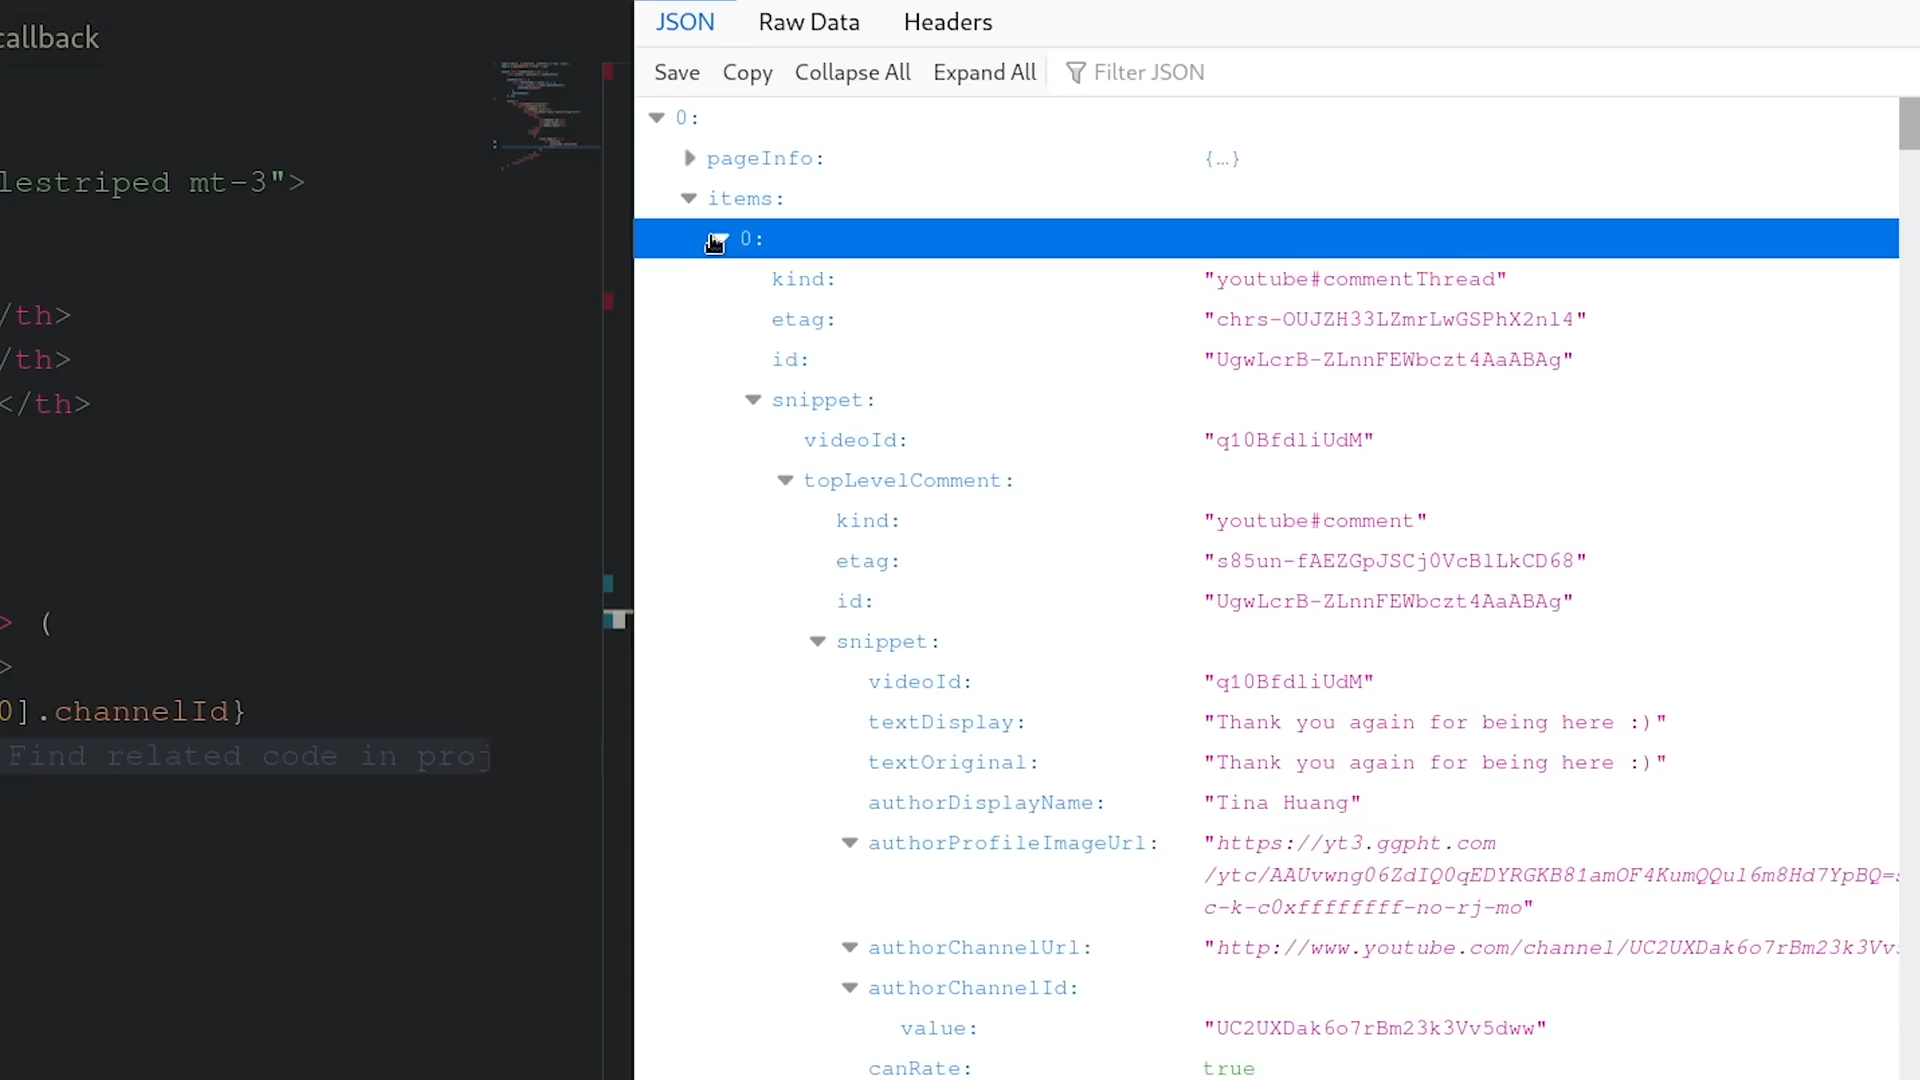 callback
lestriped mt-3">
/th>
/th>
</th>
> (
>
0].channelId}
Find related code in proj
JSON Raw Data Headers
Save Copy Collapse All Expand All Filter JSON
0:
pageInfo: {…}
items:
0:
kind: "youtube#commentThread"
etag: "chrs-OUJZH33LZmrLwGSPhX2nl4"
id: "UgwLcrB-ZLnnFEWbczt4AaABAg"
snippet:
videoId: "q10BfdliUdM"
topLevelComment:
kind: "youtube#comment"
etag: "s85un-fAEZGpJSCj0VcBlLkCD68"
id: "UgwLcrB-ZLnnFEWbczt4AaABAg"
snippet:
videoId: "q10BfdliUdM"
textDisplay: "Thank you again for being here :)"
textOriginal: "Thank you again for being here :)"
authorDisplayName: "Tina Huang"
authorProfileImageUrl: "https://yt3.ggpht.com
/ytc/AAUvwng06ZdIQ0qEDYRGKB81amOF4KumQQul6m8Hd7YpBQ=s
c-k-c0xffffffff-no-rj-mo"
authorChannelUrl: "http://www.youtube.com/channel/UC2UXDak6o7rBm23k3Vv5
authorChannelId:
value: "UC2UXDak6o7rBm23k3Vv5dww"
canRate: true